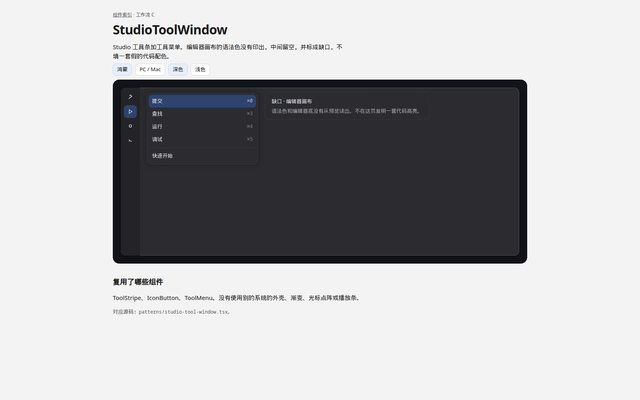 组件索引 · 工作流 C
StudioToolWindow
Studio 工具条加工具菜单。编辑器画布的语法色没有印出，中间留空，并标成缺口，不
填一套假的代码配色。
鸿蒙 PC / Mac 深色 浅色
提交 ⌘0
查找 ⌘3
运行 ⌘4
调试 ⌘5
快速开始
缺口 · 编辑器画布
语法色和编辑器底没有从预览读出。不在这页发明一套代码高亮。
复用了哪些组件
ToolStripe、IconButton、ToolMenu。没有使用别的系统的外壳、渐变、光标点阵或播放条。
对应源码: patterns/studio-tool-window.tsx。